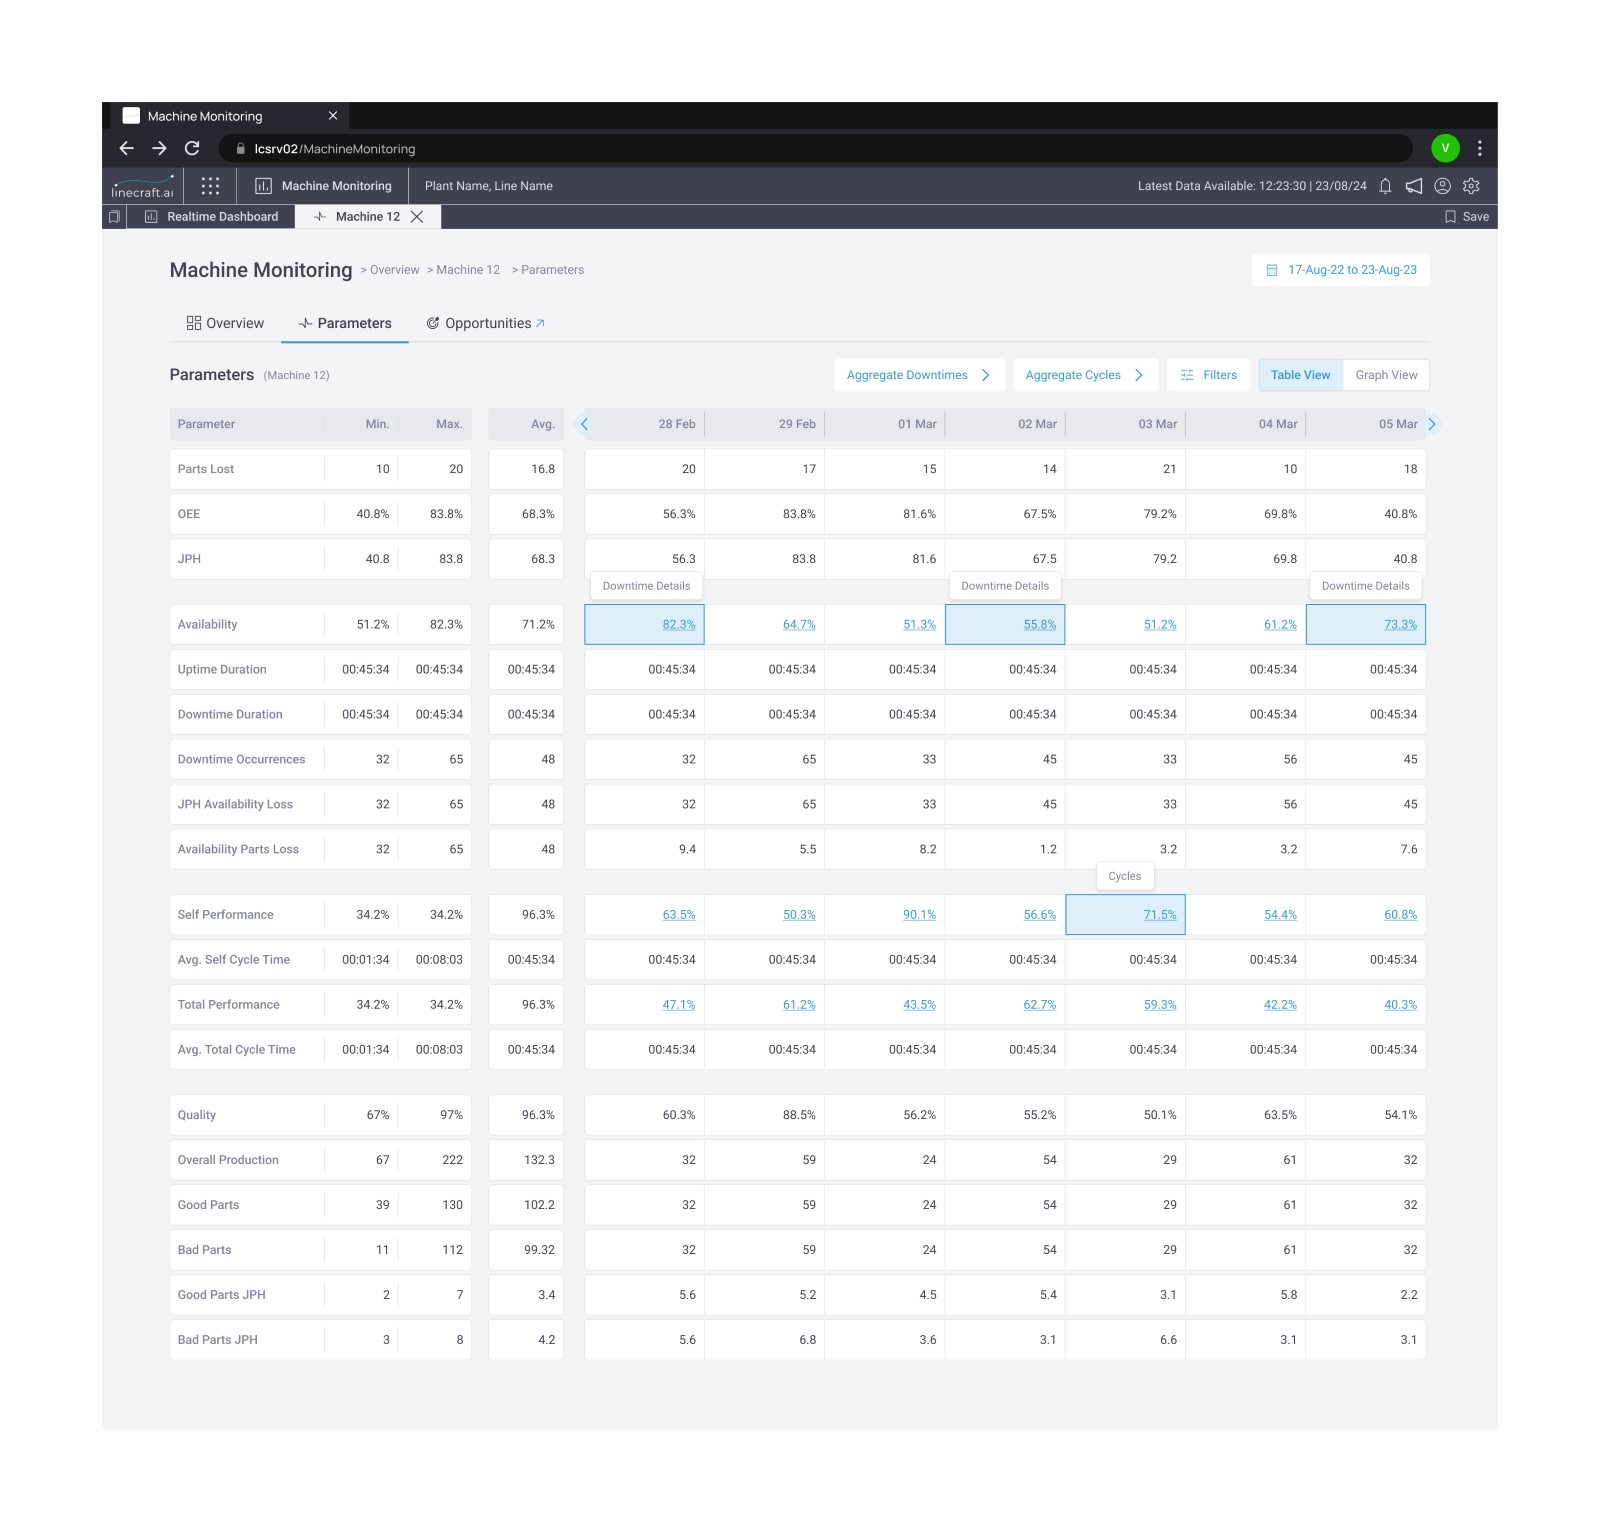 Machine Monitoring
lcsrv02/MachineMonitoring
V
linecraft.ai
Machine Monitoring
Plant Name, Line Name
Latest Data Available: 12:23:30 | 23/08/24
Realtime Dashboard
Machine 12
Save
Machine Monitoring > Overview > Machine 12 > Parameters
17-Aug-22 to 23-Aug-23
Overview
Parameters
Opportunities
Parameters (Machine 12)
Aggregate Downtimes
Aggregate Cycles
Filters
Table View
Graph View
Parameter Min. Max. Avg. 28 Feb 29 Feb 01 Mar 02 Mar 03 Mar 04 Mar 05 Mar
Parts Lost 10 20 16.8 20 17 15 14 21 10 18
OEE 40.8% 83.8% 68.3% 56.3% 83.8% 81.6% 67.5% 79.2% 69.8% 40.8%
JPH 40.8 83.8 68.3 56.3 83.8 81.6 67.5 79.2 69.8 40.8
Downtime Details Downtime Details Downtime Details
Availability 51.2% 82.3% 71.2% 82.3% 64.7% 51.3% 55.8% 51.2% 61.2% 73.3%
Uptime Duration 00:45:34 00:45:34 00:45:34 00:45:34 00:45:34 00:45:34 00:45:34 00:45:34 00:45:34 00:45:34
Downtime Duration 00:45:34 00:45:34 00:45:34 00:45:34 00:45:34 00:45:34 00:45:34 00:45:34 00:45:34 00:45:34
Downtime Occurrences 32 65 48 32 65 33 45 33 56 45
JPH Availability Loss 32 65 48 32 65 33 45 33 56 45
Availability Parts Loss 32 65 48 9.4 5.5 8.2 1.2 3.2 3.2 7.6
Cycles
Self Performance 34.2% 34.2% 96.3% 63.5% 50.3% 90.1% 56.6% 71.5% 54.4% 60.8%
Avg. Self Cycle Time 00:01:34 00:08:03 00:45:34 00:45:34 00:45:34 00:45:34 00:45:34 00:45:34 00:45:34 00:45:34
Total Performance 34.2% 34.2% 96.3% 47.1% 61.2% 43.5% 62.7% 59.3% 42.2% 40.3%
Avg. Total Cycle Time 00:01:34 00:08:03 00:45:34 00:45:34 00:45:34 00:45:34 00:45:34 00:45:34 00:45:34 00:45:34
Quality 67% 97% 96.3% 60.3% 88.5% 56.2% 55.2% 50.1% 63.5% 54.1%
Overall Production 67 222 132.3 32 59 24 54 29 61 32
Good Parts 39 130 102.2 32 59 24 54 29 61 32
Bad Parts 11 112 99.32 32 59 24 54 29 61 32
Good Parts JPH 2 7 3.4 5.6 5.2 4.5 5.4 3.1 5.8 2.2
Bad Parts JPH 3 8 4.2 5.6 6.8 3.6 3.1 6.6 3.1 3.1